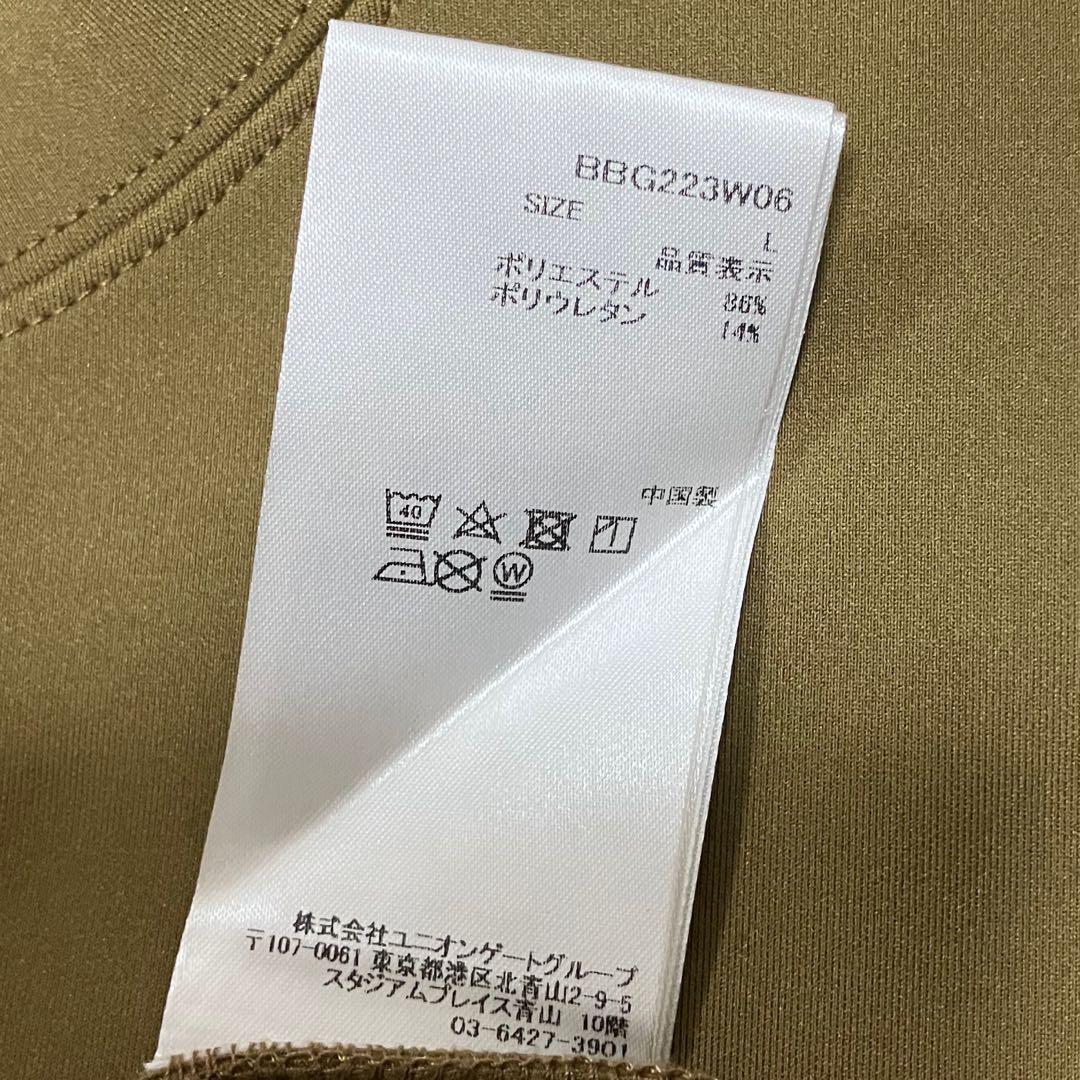 BBG223W06
SIZE L
品質表示
ポリエステル 86%
ポリウレタン 14%
中国製
40
W
株式会社ユニオンゲートグループ
〒107-0061 東京都港区北青山2-9-5
スタジアムプレイス青山 10階
03-6427-3901